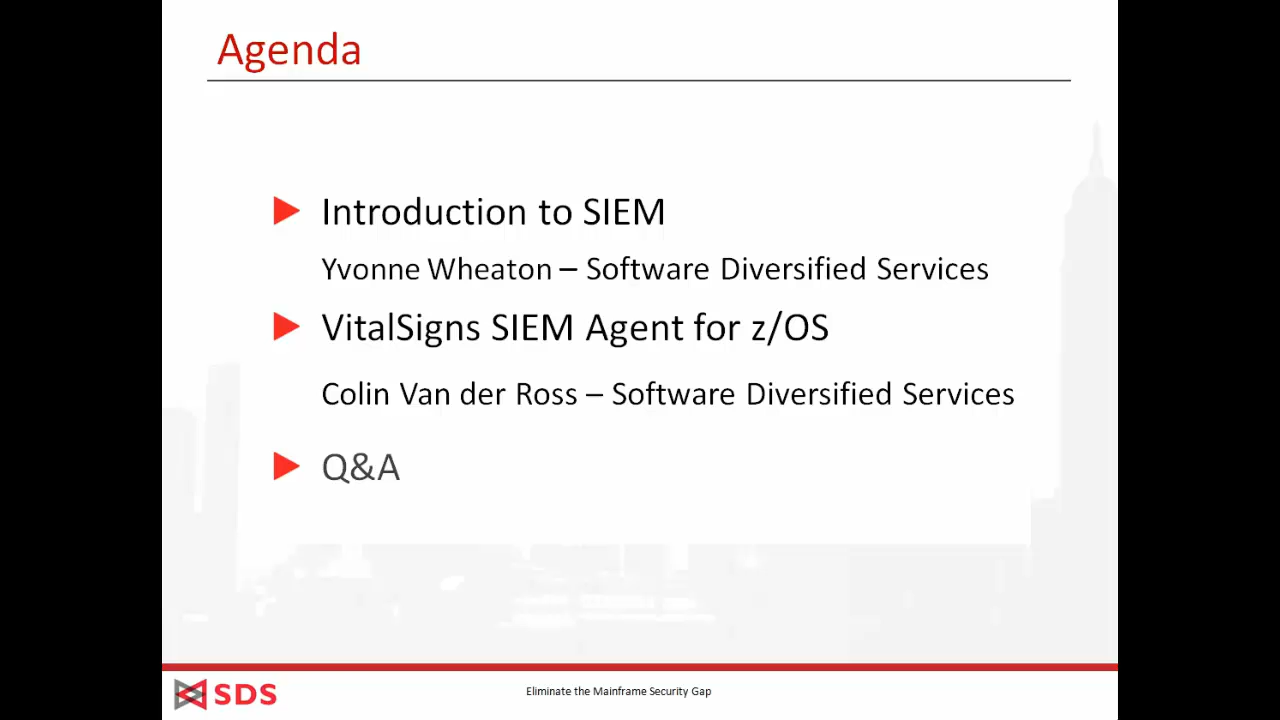 Agenda
Introduction to SIEM
Yvonne Wheaton – Software Diversified Services
VitalSigns SIEM Agent for z/OS
Colin Van der Ross – Software Diversified Services
Q&A
SDS
Eliminate the Mainframe Security Gap